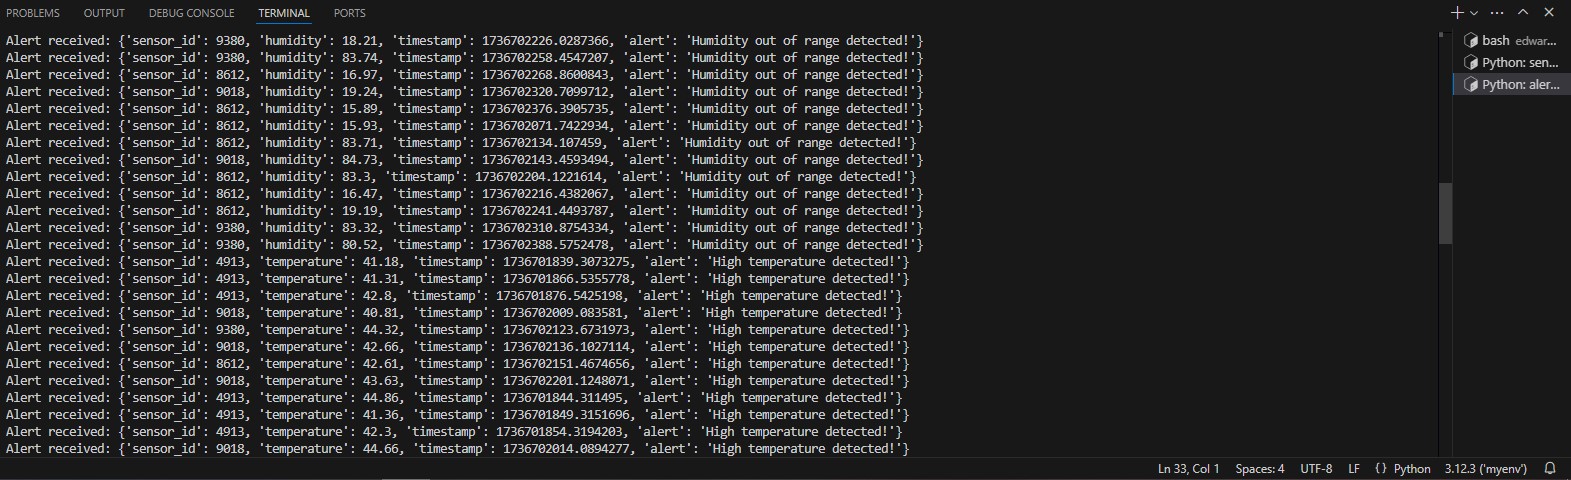 PROBLEMS OUTPUT DEBUG CONSOLE TERMINAL PORTS
Alert received: {'sensor_id': 9380, 'humidity': 18.21, 'timestamp': 1736702226.0287366, 'alert': 'Humidity out of range detected!'}
Alert received: {'sensor_id': 9380, 'humidity': 83.74, 'timestamp': 1736702258.4547207, 'alert': 'Humidity out of range detected!'}
Alert received: {'sensor_id': 8612, 'humidity': 16.97, 'timestamp': 1736702268.8600843, 'alert': 'Humidity out of range detected!'}
Alert received: {'sensor_id': 9018, 'humidity': 19.24, 'timestamp': 1736702320.7099712, 'alert': 'Humidity out of range detected!'}
Alert received: {'sensor_id': 8612, 'humidity': 15.89, 'timestamp': 1736702376.3905735, 'alert': 'Humidity out of range detected!'}
Alert received: {'sensor_id': 8612, 'humidity': 15.93, 'timestamp': 1736702071.7422934, 'alert': 'Humidity out of range detected!'}
Alert received: {'sensor_id': 8612, 'humidity': 83.71, 'timestamp': 1736702134.107459, 'alert': 'Humidity out of range detected!'}
Alert received: {'sensor_id': 9018, 'humidity': 84.73, 'timestamp': 1736702143.4593494, 'alert': 'Humidity out of range detected!'}
Alert received: {'sensor_id': 8612, 'humidity': 83.3, 'timestamp': 1736702204.1221614, 'alert': 'Humidity out of range detected!'}
Alert received: {'sensor_id': 8612, 'humidity': 16.47, 'timestamp': 1736702216.4382067, 'alert': 'Humidity out of range detected!'}
Alert received: {'sensor_id': 8612, 'humidity': 19.19, 'timestamp': 1736702241.4493787, 'alert': 'Humidity out of range detected!'}
Alert received: {'sensor_id': 9380, 'humidity': 83.32, 'timestamp': 1736702310.8754334, 'alert': 'Humidity out of range detected!'}
Alert received: {'sensor_id': 9380, 'humidity': 80.52, 'timestamp': 1736702388.5752478, 'alert': 'Humidity out of range detected!'}
Alert received: {'sensor_id': 4913, 'temperature': 41.18, 'timestamp': 1736701839.3073275, 'alert': 'High temperature detected!'}
Alert received: {'sensor_id': 4913, 'temperature': 41.31, 'timestamp': 1736701866.5355778, 'alert': 'High temperature detected!'}
Alert received: {'sensor_id': 4913, 'temperature': 42.8, 'timestamp': 1736701876.5425198, 'alert': 'High temperature detected!'}
Alert received: {'sensor_id': 9018, 'temperature': 40.81, 'timestamp': 1736702009.083581, 'alert': 'High temperature detected!'}
Alert received: {'sensor_id': 9380, 'temperature': 44.32, 'timestamp': 1736702123.6731973, 'alert': 'High temperature detected!'}
Alert received: {'sensor_id': 9018, 'temperature': 42.66, 'timestamp': 1736702136.1027114, 'alert': 'High temperature detected!'}
Alert received: {'sensor_id': 8612, 'temperature': 42.61, 'timestamp': 1736702151.4674656, 'alert': 'High temperature detected!'}
Alert received: {'sensor_id': 9018, 'temperature': 43.63, 'timestamp': 1736702201.1248071, 'alert': 'High temperature detected!'}
Alert received: {'sensor_id': 4913, 'temperature': 44.86, 'timestamp': 1736701844.311495, 'alert': 'High temperature detected!'}
Alert received: {'sensor_id': 4913, 'temperature': 41.36, 'timestamp': 1736701849.3151696, 'alert': 'High temperature detected!'}
Alert received: {'sensor_id': 4913, 'temperature': 42.3, 'timestamp': 1736701854.3194203, 'alert': 'High temperature detected!'}
Alert received: {'sensor_id': 9018, 'temperature': 44.66, 'timestamp': 1736702014.0894277, 'alert': 'High temperature detected!'}
bash edwar...
Python: sen...
Python: aler...
Ln 33, Col 1 Spaces: 4 UTF-8 LF {} Python 3.12.3 ('myenv')